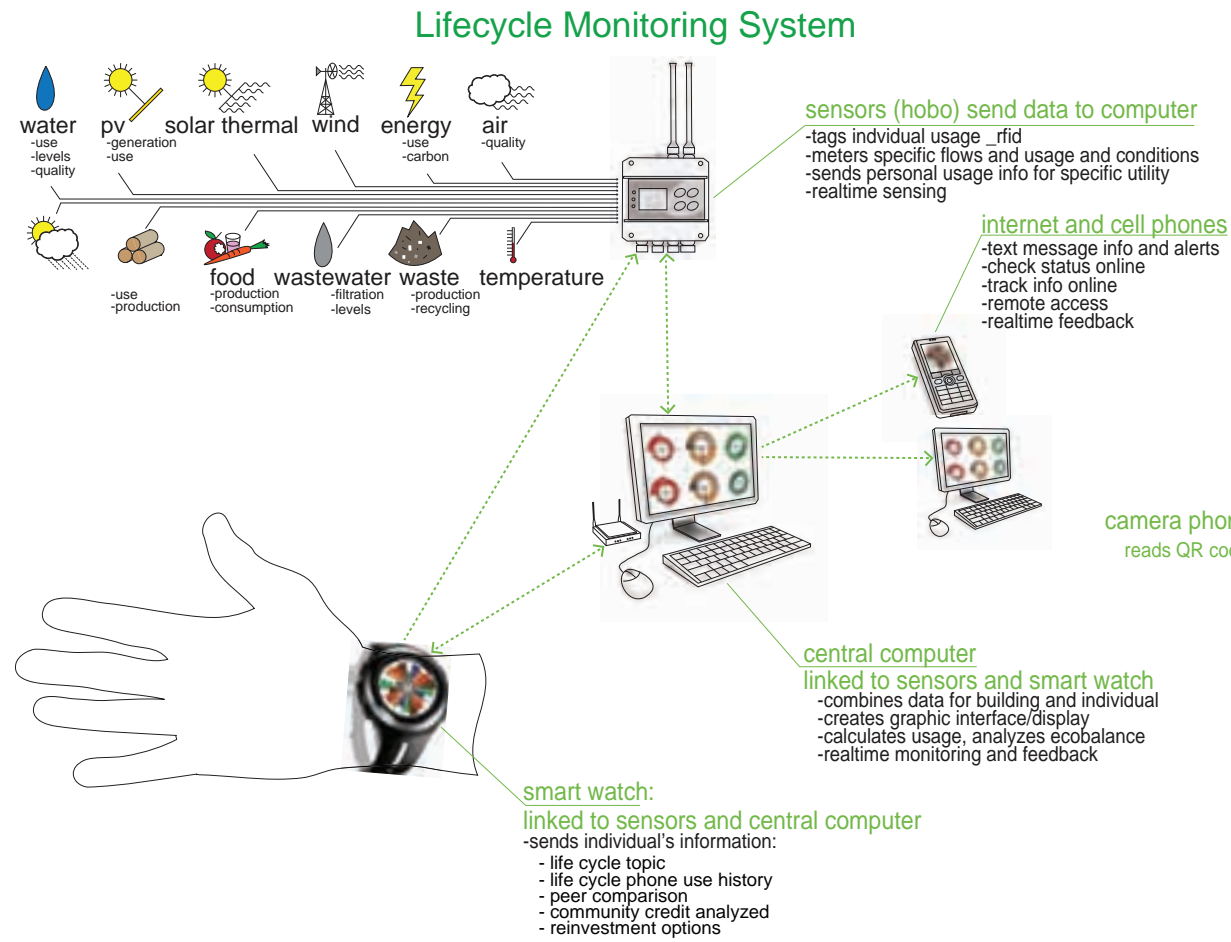 Lifecycle Monitoring System
water
-use
-levels
-quality
pv
-generation
-use
solar thermal
wind
energy
-use
-carbon
air
-quality
-use
-production
food
-production
-consumption
wastewater
-filtration
-levels
waste
-production
-recycling
temperature
sensors (hobo) send data to computer
-tags indvidual usage _rfid
-meters specific flows and usage and conditions
-sends personal usage info for specific utility
-realtime sensing
internet and cell phones
-text message info and alerts
-check status online
-track info online
-remote access
-realtime feedback
camera phon
reads QR co
central computer
linked to sensors and smart watch
-combines data for building and individual
-creates graphic interface/display
-calculates usage, analyzes ecobalance
-realtime monitoring and feedback
smart watch:
linked to sensors and central computer
-sends individual's information:
- life cycle topic
- life cycle phone use history
- peer comparison
- community credit analyzed
- reinvestment options